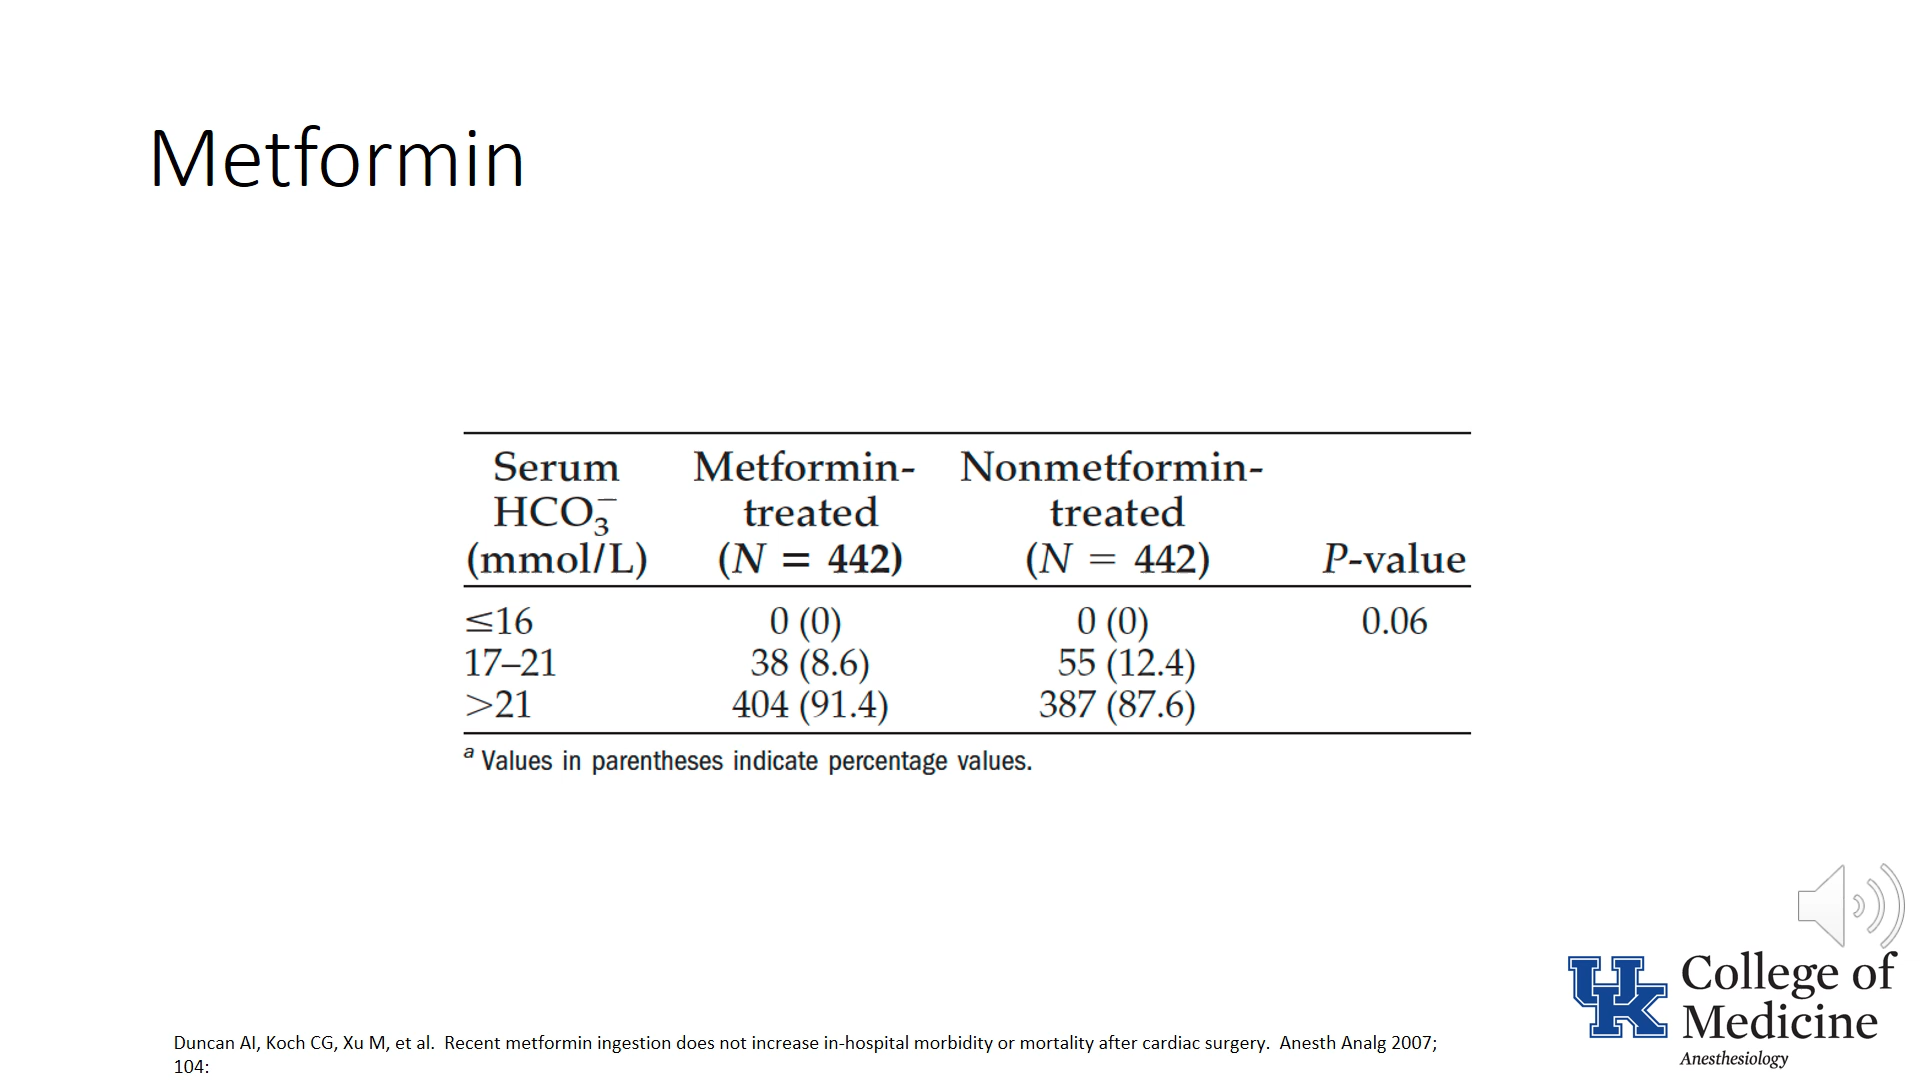 Metformin
Serum Metformin- Nonmetformin-
HCO₃⁻ treated treated
(mmol/L) (N = 442) (N = 442) P-value
≤16 0 (0) 0 (0) 0.06
17–21 38 (8.6) 55 (12.4)
>21 404 (91.4) 387 (87.6)
ᵃ Values in parentheses indicate percentage values.
UK College of
Medicine
Anesthesiology
Duncan AI, Koch CG, Xu M, et al. Recent metformin ingestion does not increase in-hospital morbidity or mortality after cardiac surgery. Anesth Analg 2007;
104: